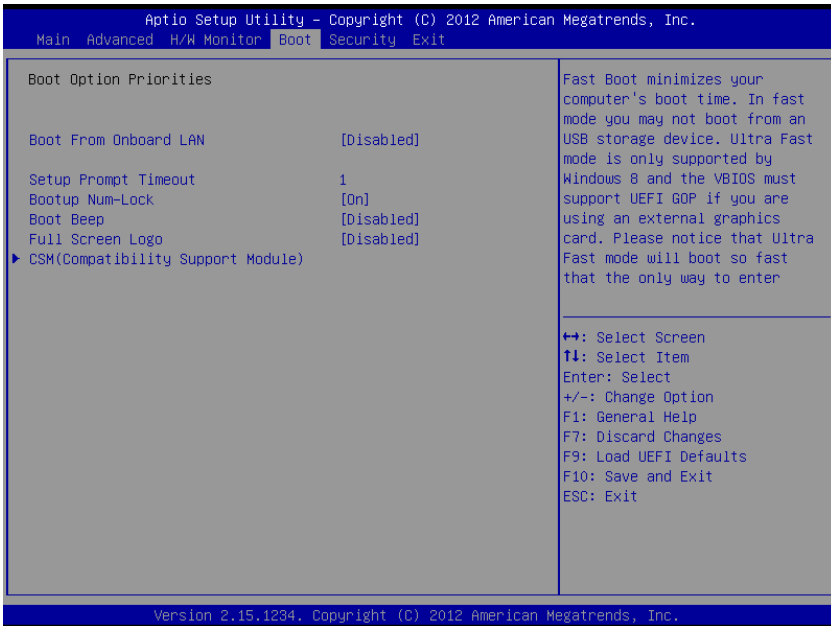 Aptio Setup Utility – Copyright (C) 2012 American Megatrends, Inc.
Main Advanced H/W Monitor Boot Security Exit
Boot Option Priorities
Boot From Onboard LAN [Disabled]
Setup Prompt Timeout 1
Bootup Num-Lock [On]
Boot Beep [Disabled]
Full Screen Logo [Disabled]
CSM(Compatibility Support Module)
Fast Boot minimizes your
computer's boot time. In fast
mode you may not boot from an
USB storage device. Ultra Fast
mode is only supported by
Windows 8 and the VBIOS must
support UEFI GOP if you are
using an external graphics
card. Please notice that Ultra
Fast mode will boot so fast
that the only way to enter
↔: Select Screen
↑↓: Select Item
Enter: Select
+/-: Change Option
F1: General Help
F7: Discard Changes
F9: Load UEFI Defaults
F10: Save and Exit
ESC: Exit
Version 2.15.1234. Copyright (C) 2012 American Megatrends, Inc.